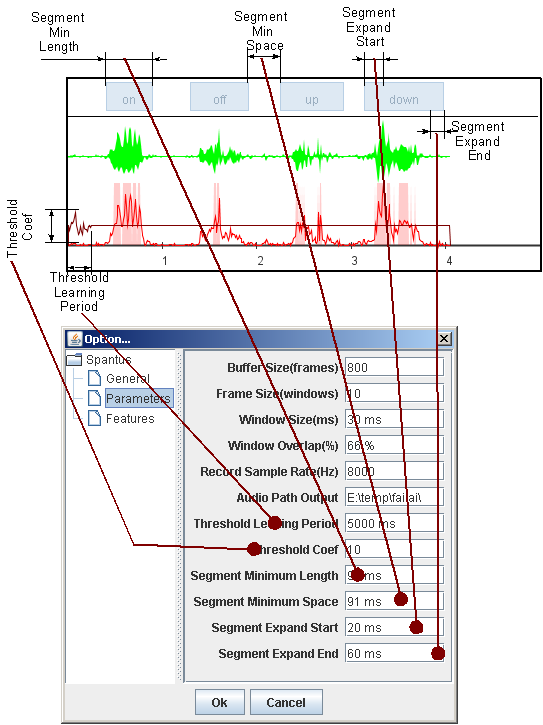 Segment
Min
Length
Segment
Min
Space
Segment
Expand
Start
on
off
up
down
Segment
Expand
End
Threshold
Coef
1
2
3
4
Threshold
Learning
Period
Option...
Spantus
General
Parameters
Features
Buffer Size(frames) 800
Frame Size(windows) 10
Window Size(ms) 30 ms
Window Overlap(%) 66 %
Record Sample Rate(Hz) 8000
Audio Path Output E:\temp\failai\
Threshold Learning Period 5000 ms
Threshold Coef 10
Segment Minimum Length ms
Segment Minimum Space 91 ms
Segment Expand Start 20 ms
Segment Expand End 60 ms
Ok
Cancel